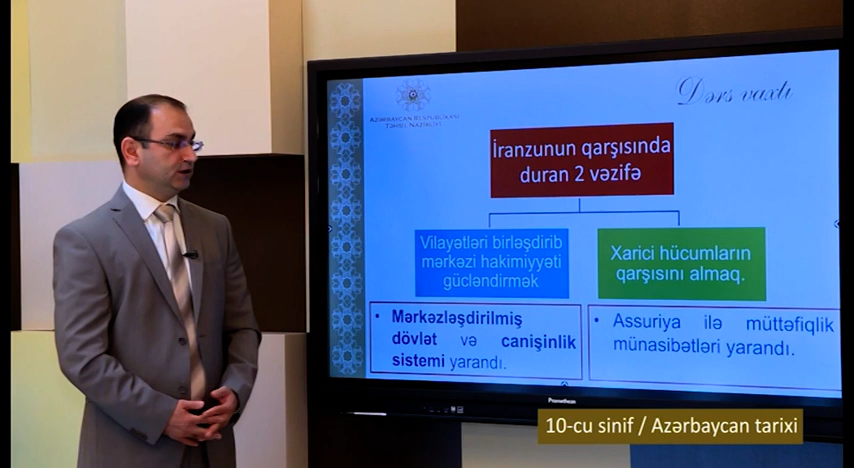 AZƏRBAYCAN RESPUBLİKASI
TƏHSİL NAZİRLİYİ
Dərs vaxtı
İranzunun qarşısında
duran 2 vəzifə
Vilayətləri birləşdirib
mərkəzi hakimiyyəti
gücləndirmək
Xarici hücumların
qarşısını almaq.
• Mərkəzləşdirilmiş
dövlət və canişinlik
sistemi yarandı.
• Assuriya ilə müttəfiqlik
münasibətləri yarandı.
Promethean
10-cu sinif / Azərbaycan tarixi